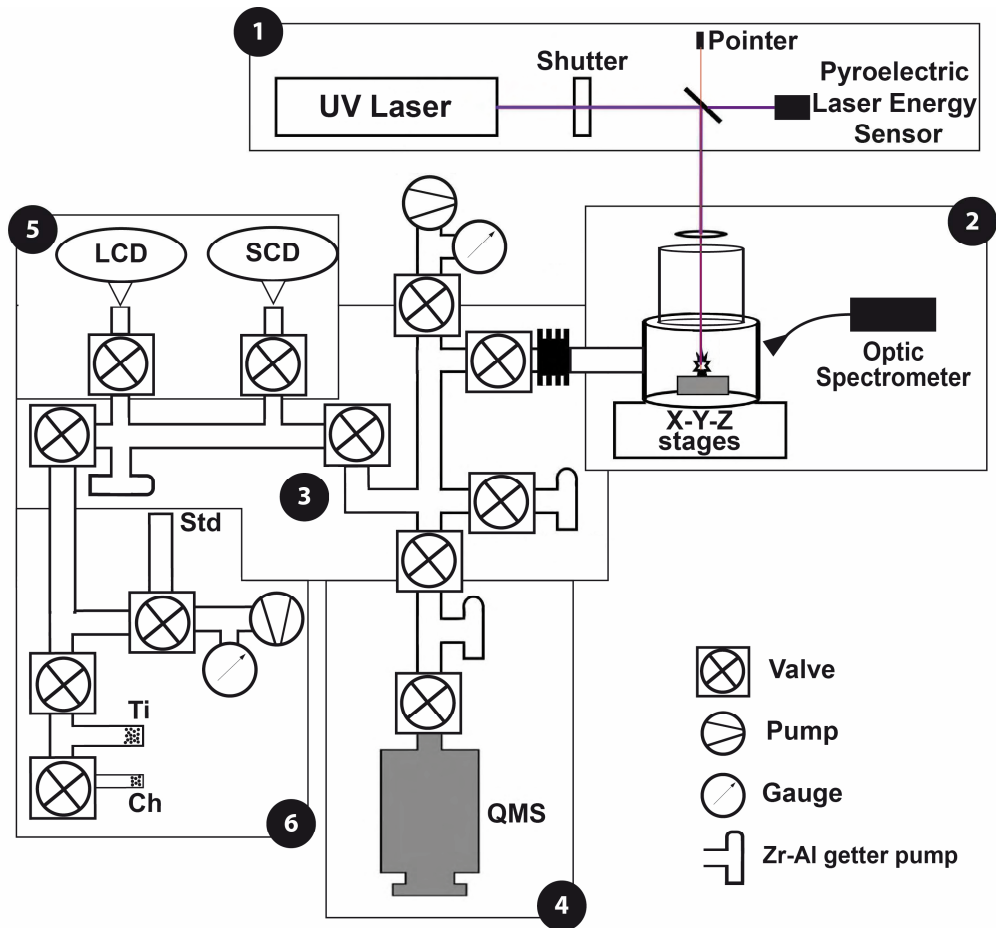 1
Pointer
Shutter
UV Laser
Pyroelectric
Laser Energy
Sensor
5
LCD
SCD
2
Optic
Spectrometer
X-Y-Z
stages
3
Std
Ti
Ch
6
QMS
4
Valve
Pump
Gauge
Zr-Al getter pump